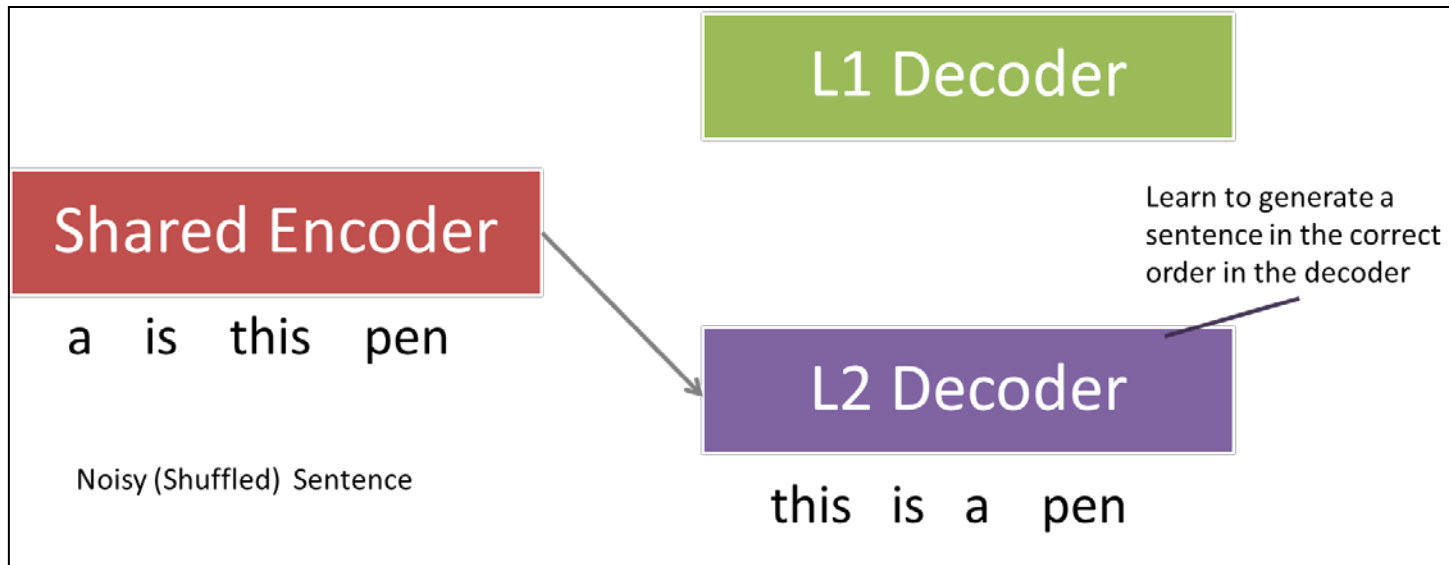 L1 Decoder
Shared Encoder
a is this pen
Noisy (Shuffled) Sentence
Learn to generate a
sentence in the correct
order in the decoder
L2 Decoder
this is a pen